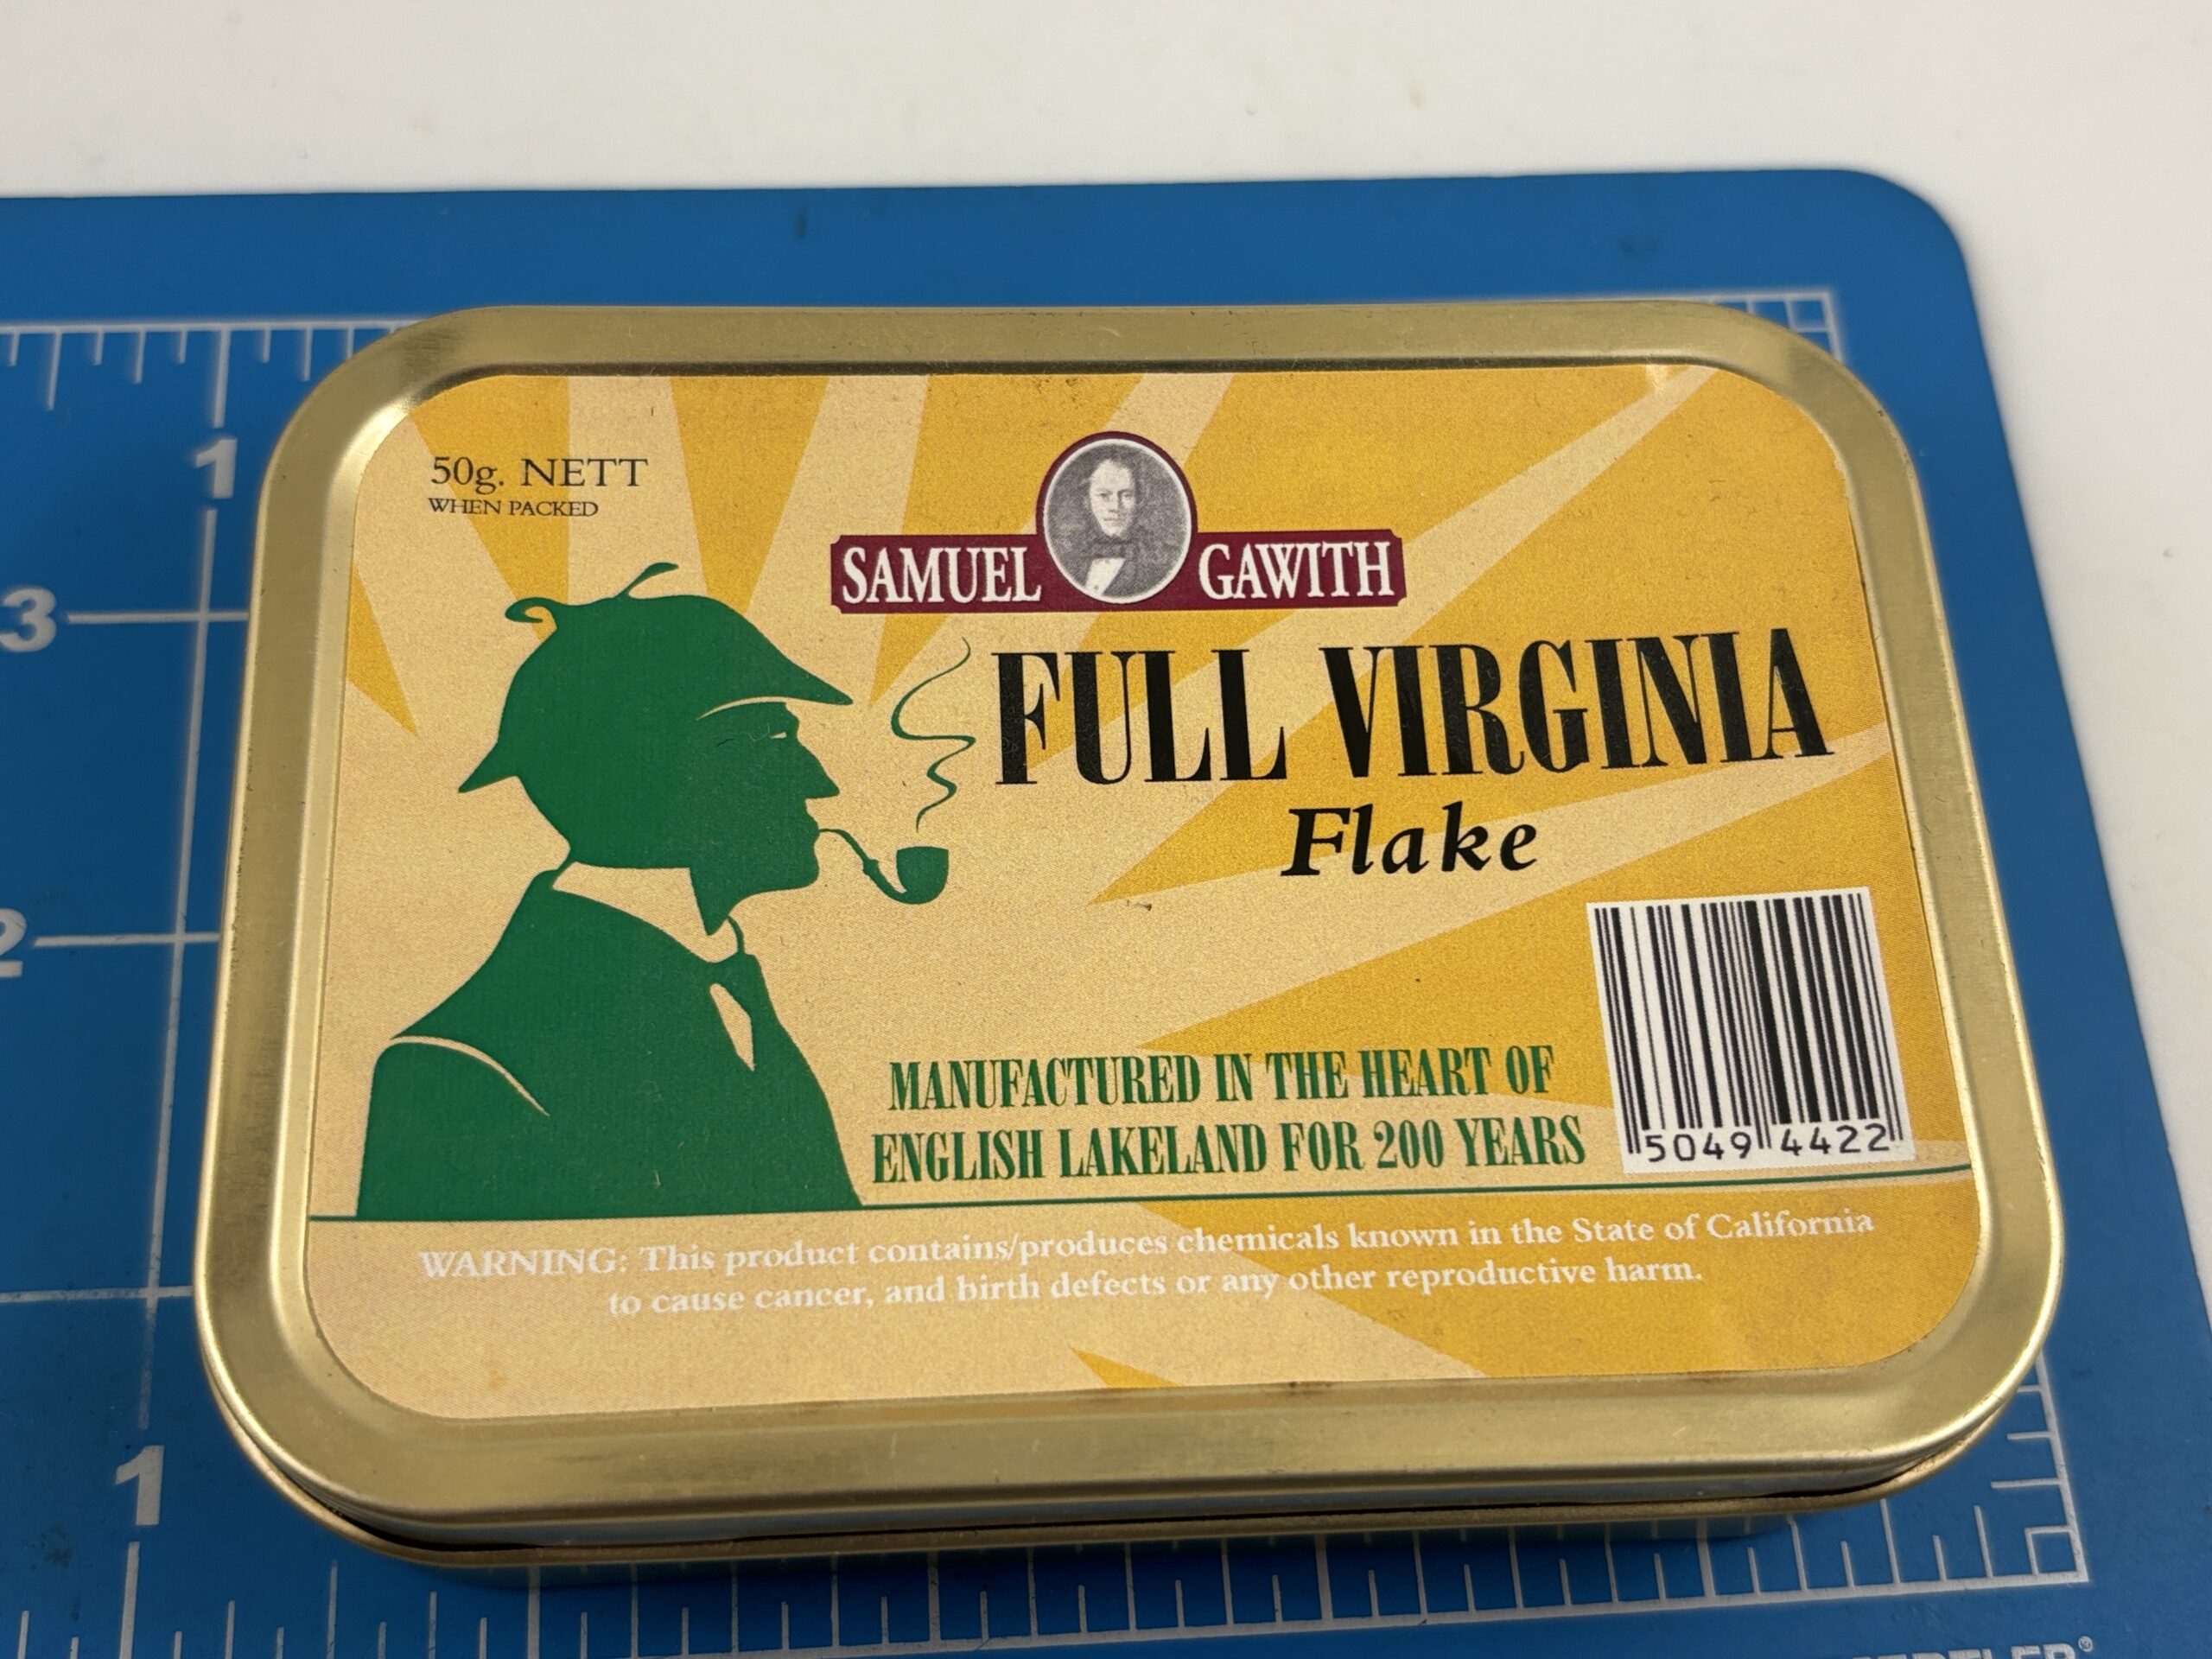 1
3
2
1
50g. NETT
WHEN PACKED
SAMUEL GAWITH
FULL VIRGINIA
Flake
MANUFACTURED IN THE HEART OF
ENGLISH LAKELAND FOR 200 YEARS
5049 4422
WARNING: This product contains/produces chemicals known in the State of California
to cause cancer, and birth defects or any other reproductive harm.